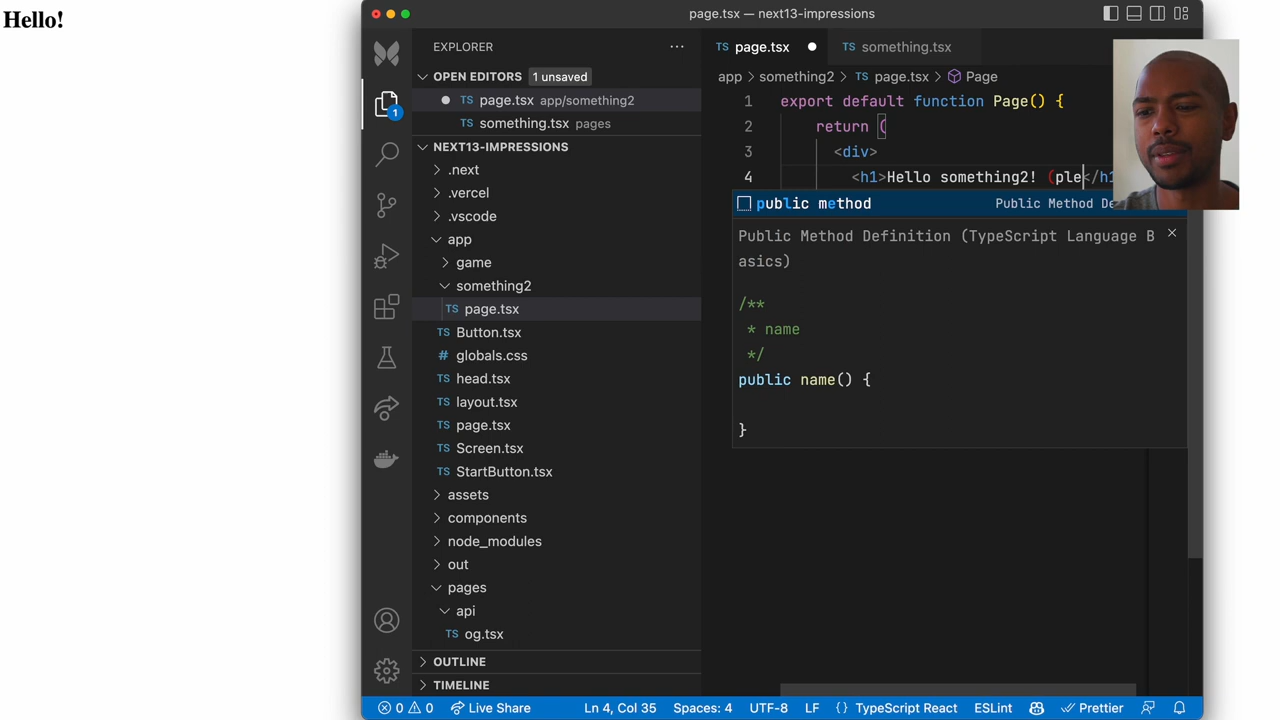 Hello!
page.tsx — next13-impressions
EXPLORER
page.tsx
something.tsx
OPEN EDITORS 1 unsaved
app > something2 > TS page.tsx > Page
TS page.tsx app/something2
TS something.tsx pages
1 export default function Page() {
2 return (
3 <div>
4 <h1>Hello something2! (ple</h1
NEXT13-IMPRESSIONS
.next
.vercel
.vscode
app
game
something2
TS page.tsx
TS Button.tsx
# globals.css
TS head.tsx
TS layout.tsx
TS page.tsx
TS Screen.tsx
TS StartButton.tsx
assets
components
node_modules
out
pages
api
TS og.tsx
OUTLINE
TIMELINE
public method Public Method De
Public Method Definition (TypeScript Language B
asics)
/**
* name
*/
public name() {
}
1
0 0 Live Share Ln 4, Col 35 Spaces: 4 UTF-8 LF {} TypeScript React ESLint Prettier